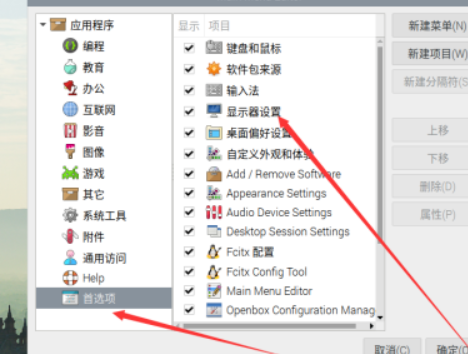 应用程序
编程
教育
办公
互联网
影音
图像
游戏
其它
系统工具
附件
通用访问
Help
首选项
显示 项目
键盘和鼠标
软件包来源
输入法
显示器设置
桌面偏好设置
自定义外观和体验
Add / Remove Software
Appearance Settings
Audio Device Settings
Desktop Session Settings
Fcitx 配置
Fcitx Config Tool
Main Menu Editor
Openbox Configuration Manag
新建菜单(N)
新建项目(W)
新建分隔符(S
上移
下移
删除(D)
属性(P)
取消(C)
确定(O